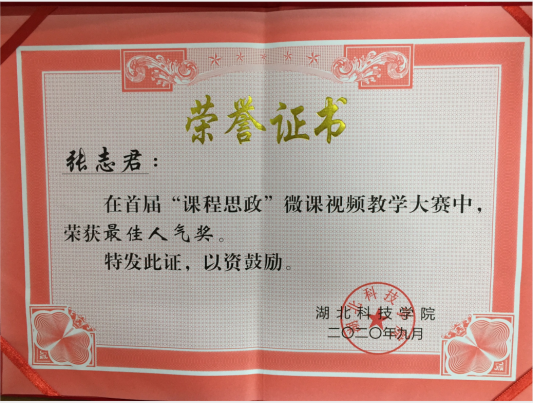 荣誉证书
张志君：
在首届“课程思政”微课视频教学大赛中，
荣获最佳人气奖。
特发此证，以资鼓励。
湖北科技学院
二〇二〇年九月